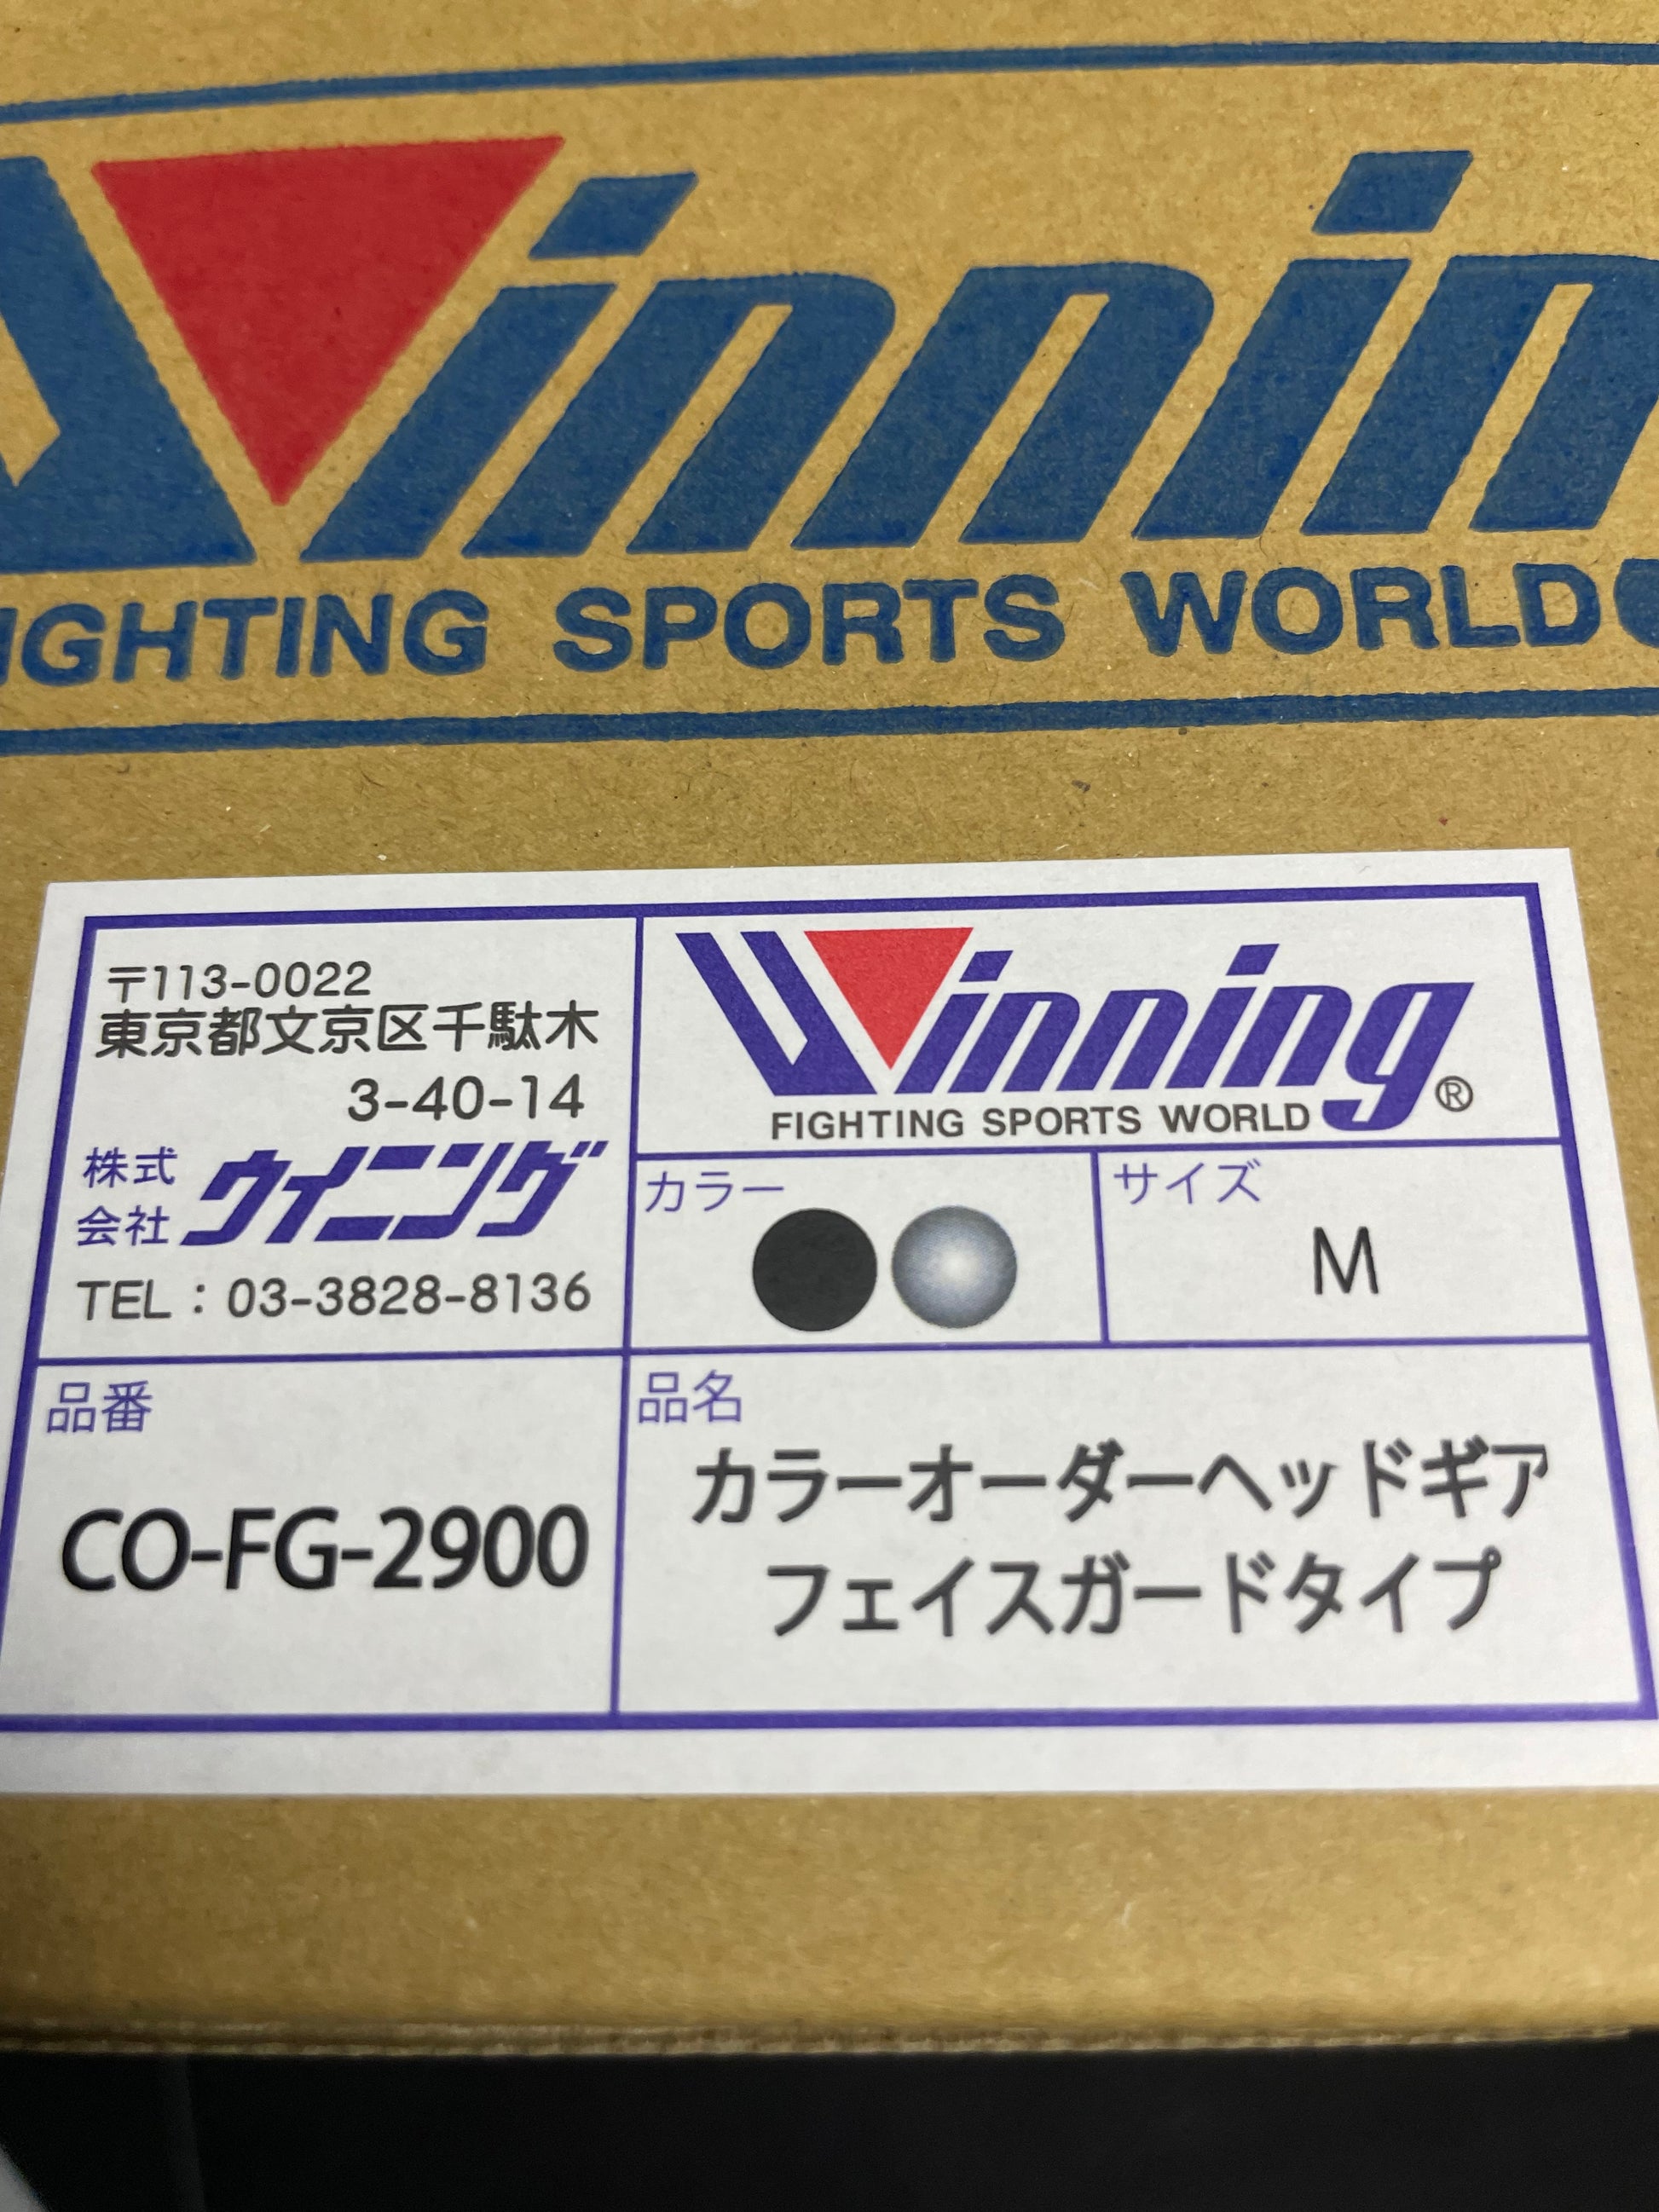 Winnin
FIGHTING SPORTS WORLD
〒113-0022
東京都文京区千駄木
3-40-14
株式
会社
ウイニング
TEL：03-3828-8136
Winning
FIGHTING SPORTS WORLD
®
カラー
サイズ
M
品番
CO-FG-2900
品名
カラーオーダーヘッドギア
フェイスガードタイプ